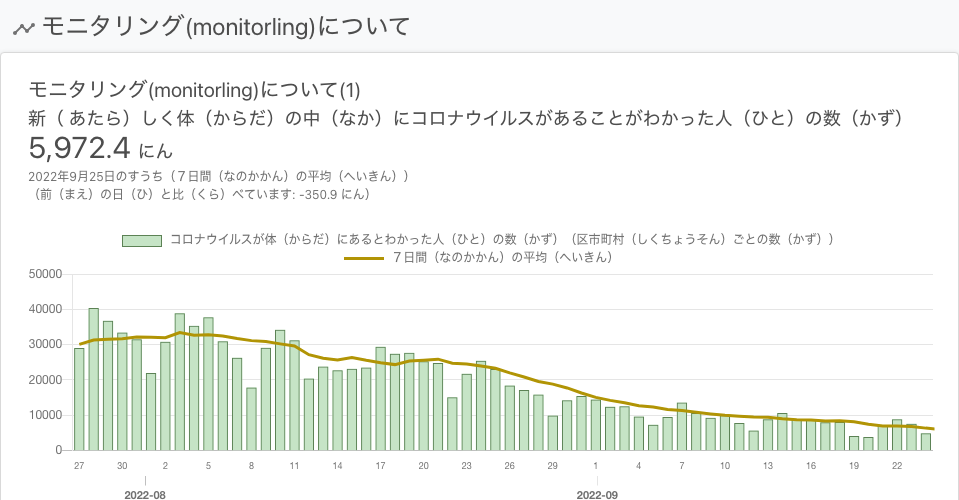 モニタリング(monitorling)について
モニタリング(monitorling)について(1)
新（ あたら）しく体（からだ）の中（なか）にコロナウイルスがあることがわかった人（ひと）の数（かず）
5,972.4 にん
2022年9月25日のすうち（７日間（なのかかん）の平均（へいきん））
（前（まえ）の日（ひ）と比（くら）べています: -350.9 にん）
コロナウイルスが体（からだ）にあるとわかった人（ひと）の数（かず）（区市町村（しくちょうそん）ごとの数（かず））
７日間（なのかかん）の平均（へいきん）
50000
40000
30000
20000
10000
0
27 30 2 5 8 11 14 17 20 23 26 29 1 4 7 10 13 16 19 22
2022-08 2022-09